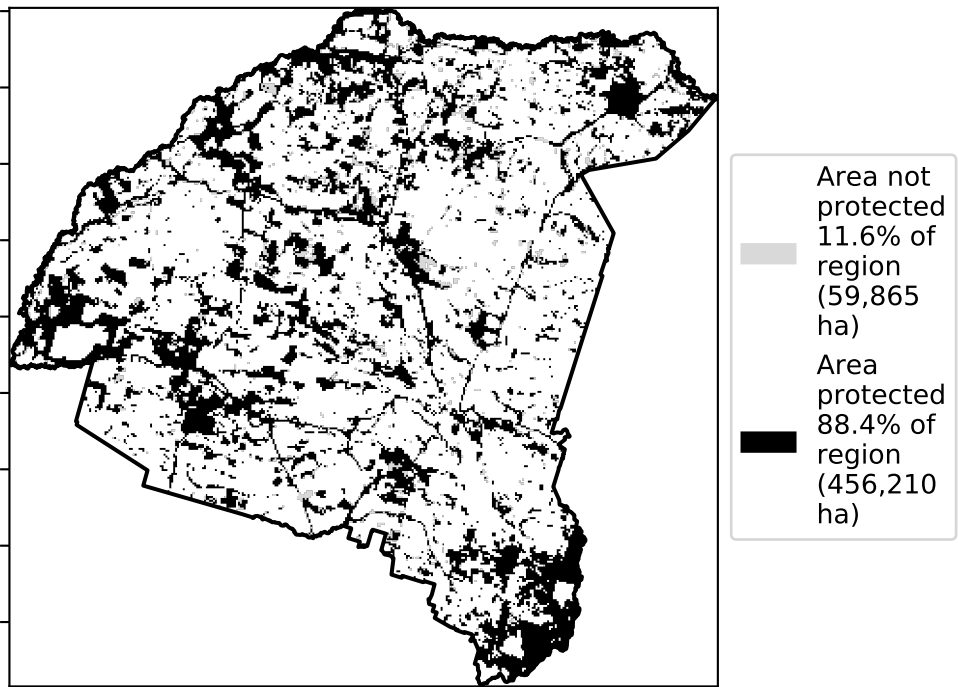 Area not
protected
11.6% of
region
(59,865
ha)
Area
protected
88.4% of
region
(456,210
ha)